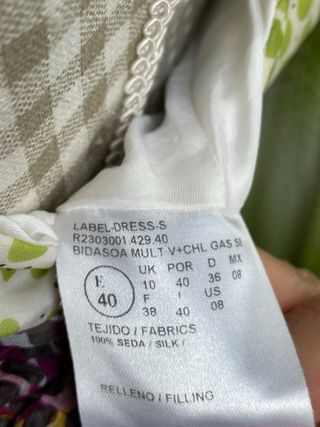 LABEL-DRESS-S
R2303001.429.40
BIDASOA MULT V+CHL GAS SE
E 40
UK POR D MX
10 40 36 08
F I US
38 40 08
TEJIDO / FABRICS
100% SEDA / SILK /
RELLENO / FILLING